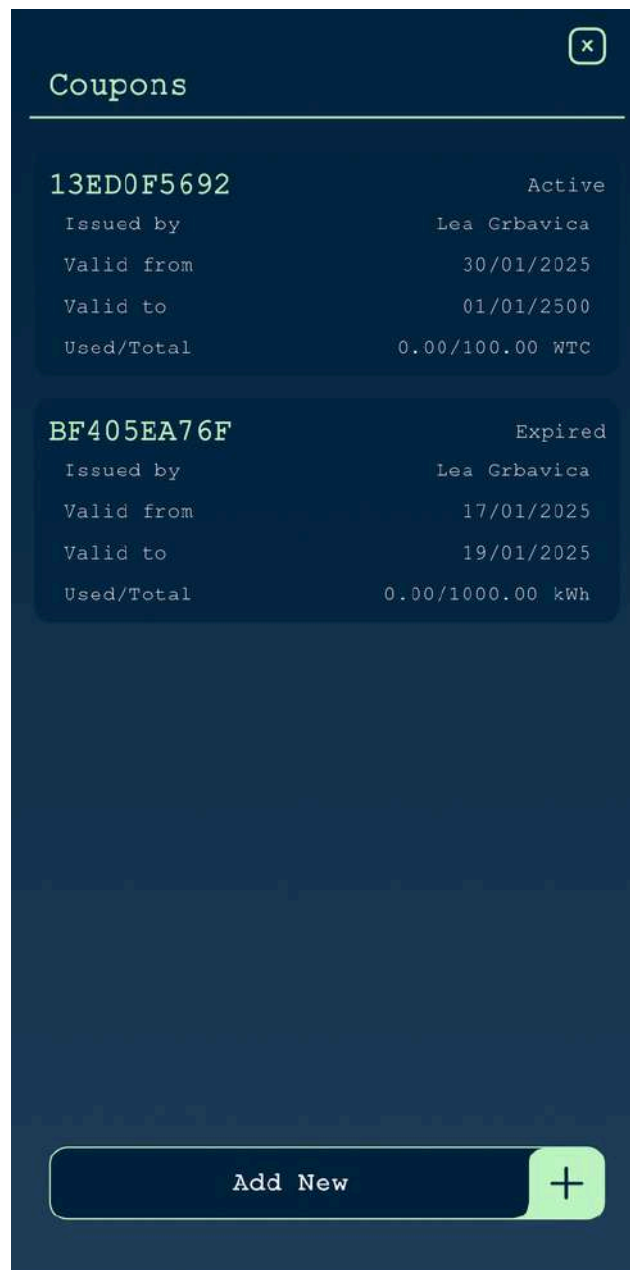 x
Coupons
13ED0F5692 Active
Issued by Lea Grbavica
Valid from 30/01/2025
Valid to 01/01/2500
Used/Total 0.00/100.00 WTC
BF405EA76F Expired
Issued by Lea Grbavica
Valid from 17/01/2025
Valid to 19/01/2025
Used/Total 0.00/1000.00 kWh
Add New +